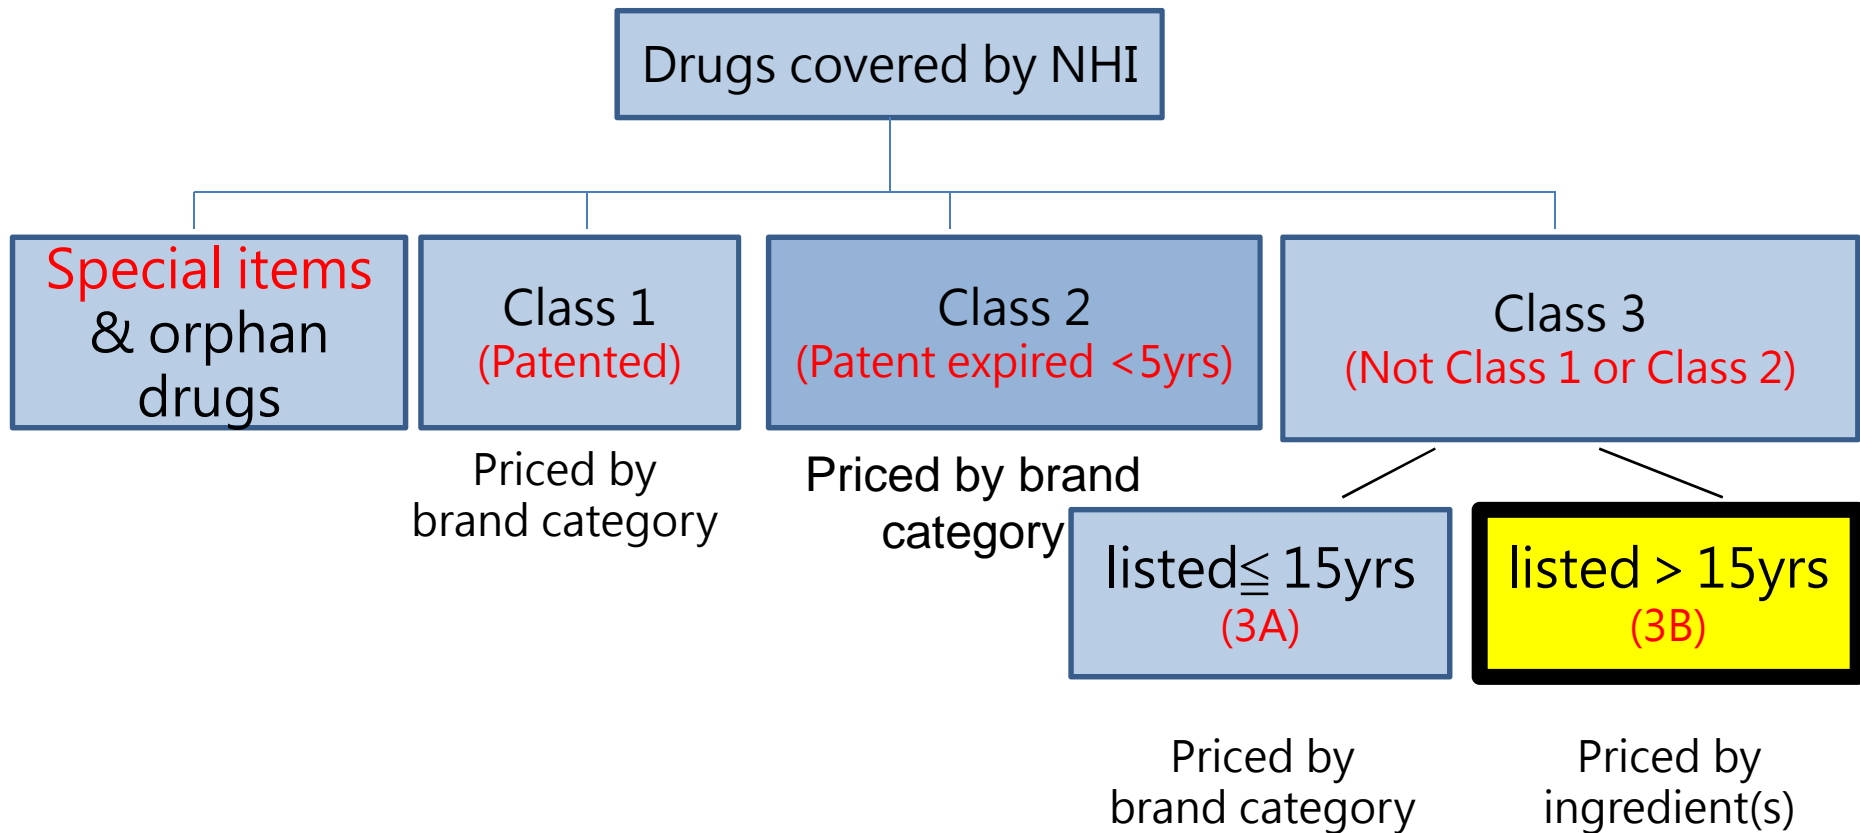 Drugs covered by NHI
Special items
& orphan
drugs
Class 1
(Patented)
Class 2
(Patent expired <5yrs)
Class 3
(Not Class 1 or Class 2)
Priced by
brand category
Priced by brand
category
listed≦ 15yrs
(3A)
listed > 15yrs
(3B)
Priced by
brand category
Priced by
ingredient(s)